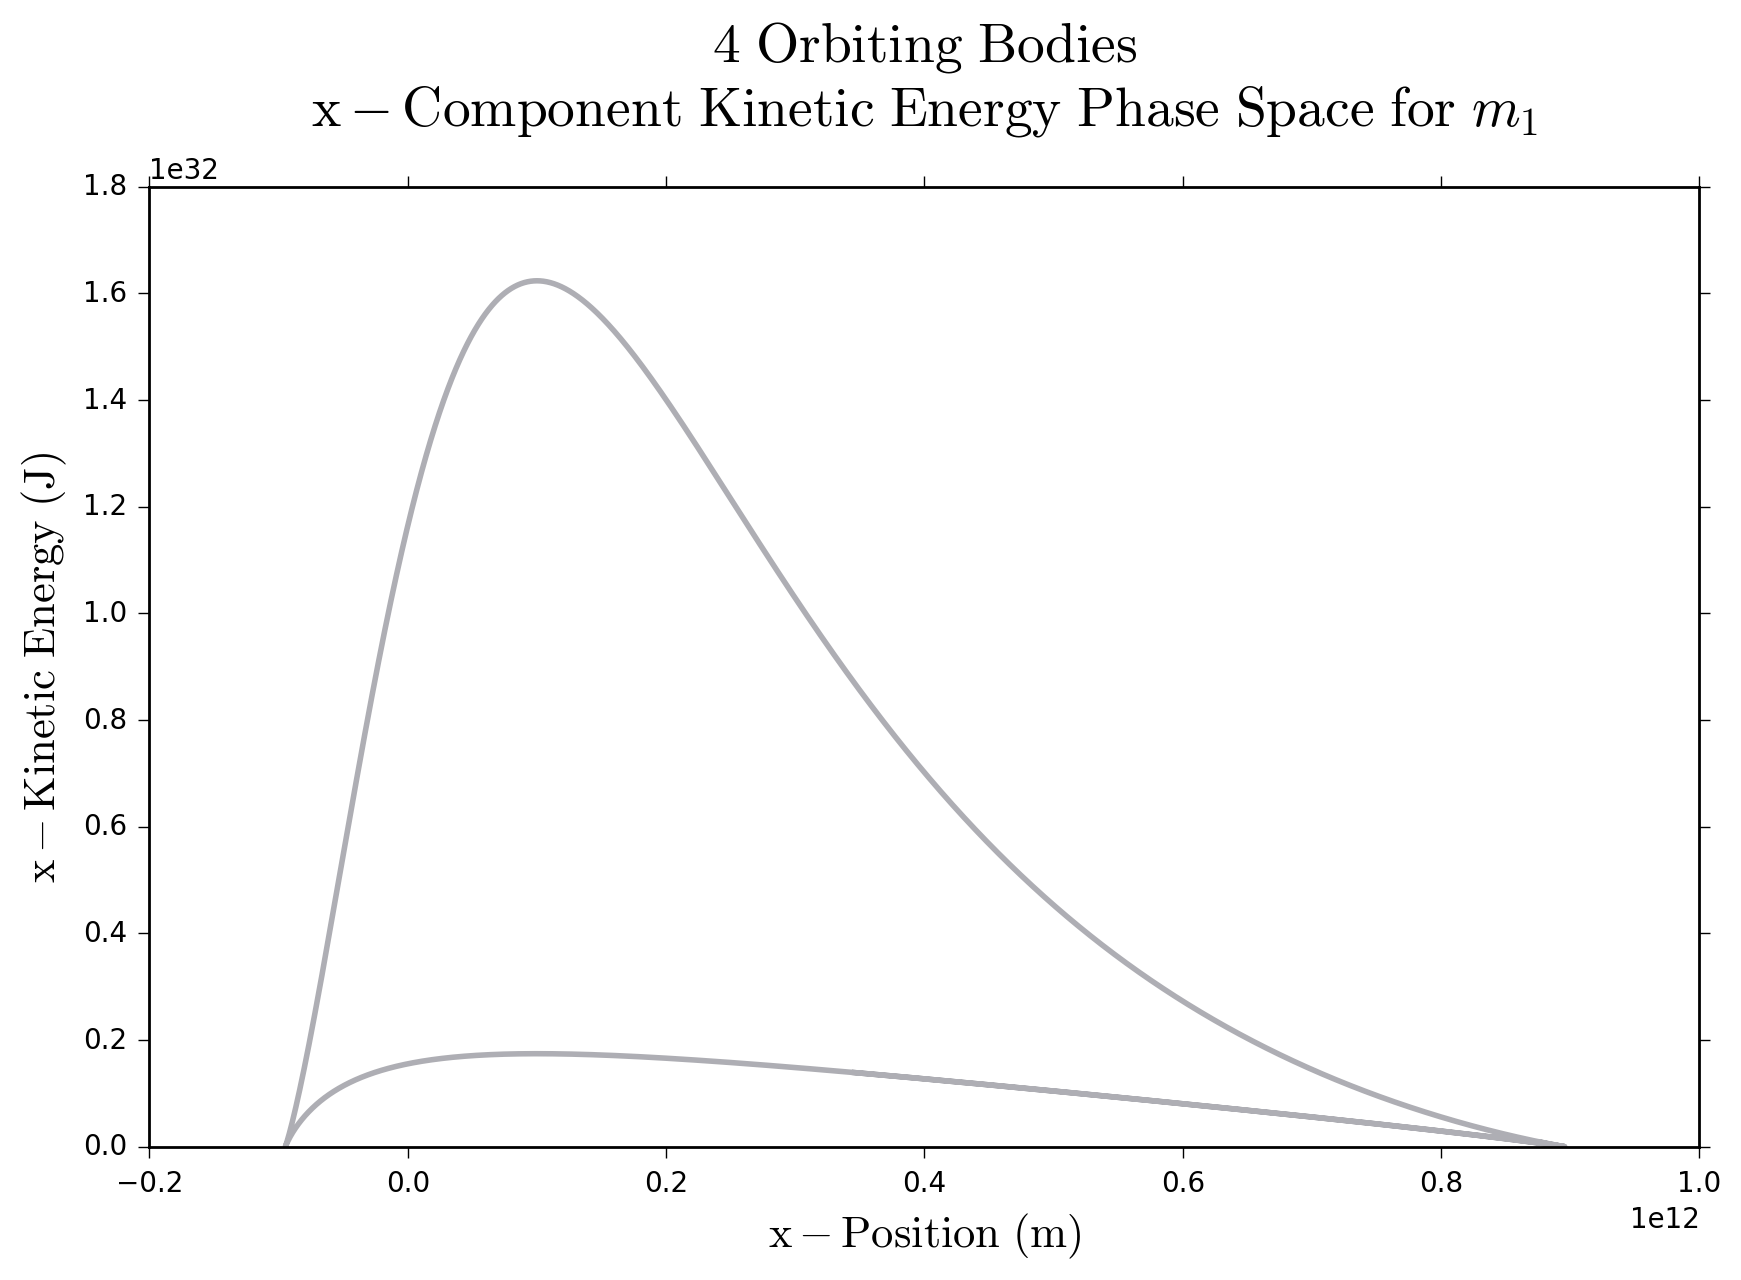 4 Orbiting Bodies
x − Component Kinetic Energy Phase Space for m₁
1e32
1.8
1.6
1.4
1.2
1.0
0.8
0.6
0.4
0.2
0.0
x − Kinetic Energy (J)
−0.2 0.0 0.2 0.4 0.6 0.8 1.0
1e12
x − Position (m)